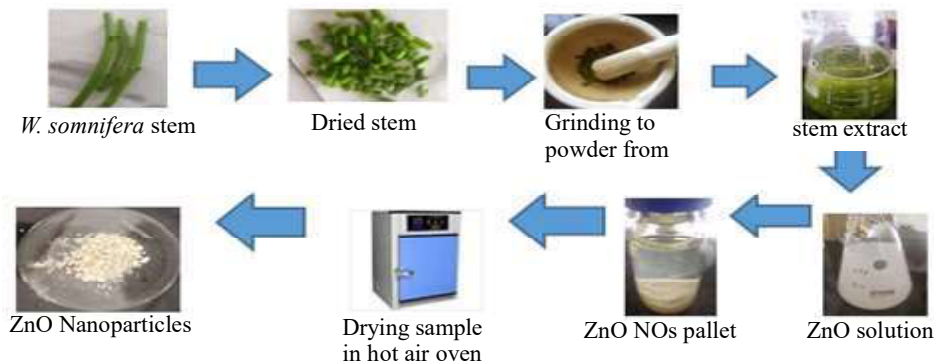 W. somnifera stem
Dried stem
Grinding to
powder from
stem extract
ZnO solution
ZnO NOs pallet
Drying sample
in hot air oven
ZnO Nanoparticles